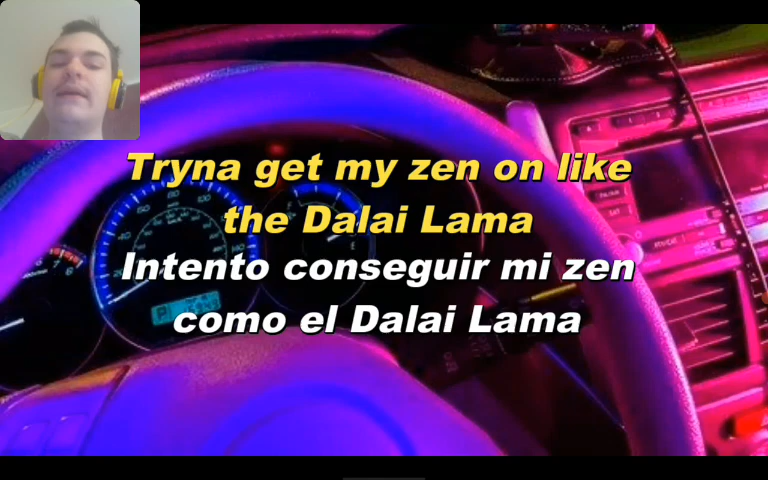 Tryna get my zen on like
the Dalai Lama
Intento conseguir mi zen
como el Dalai Lama